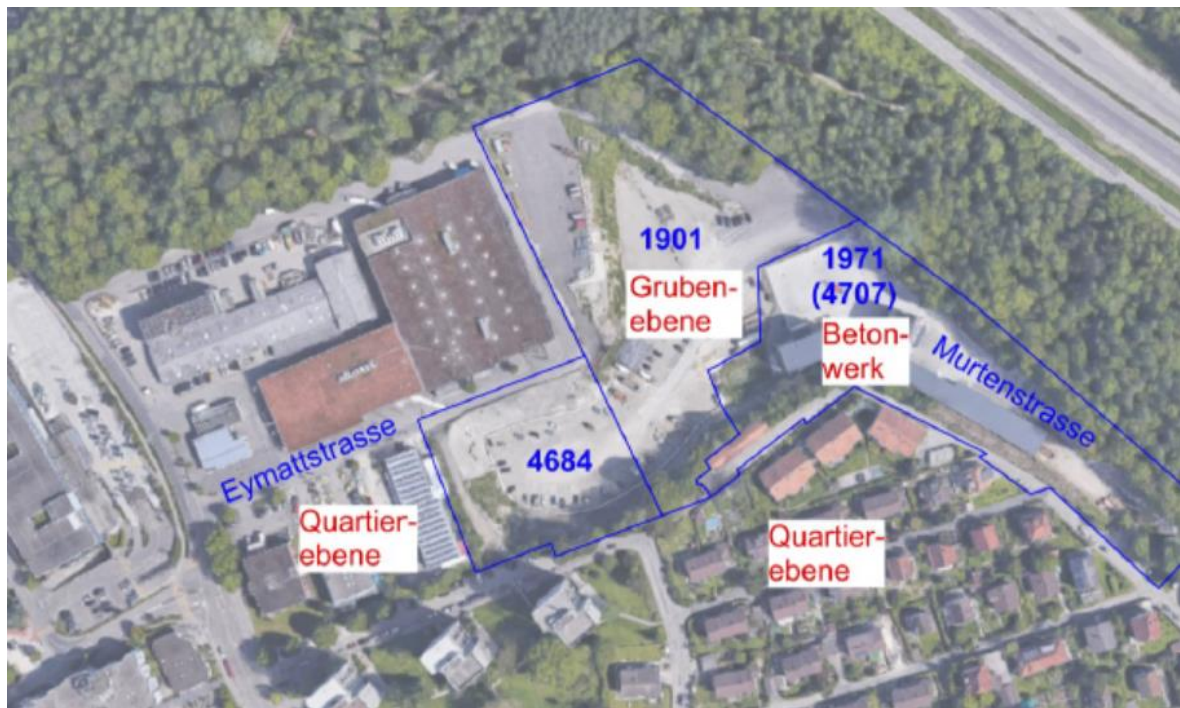 1901
Gruben-
ebene
1971
(4707)
Beton-
werk
Murtenstrasse
Eymattstrasse
4684
Quartier-
ebene
Quartier-
ebene